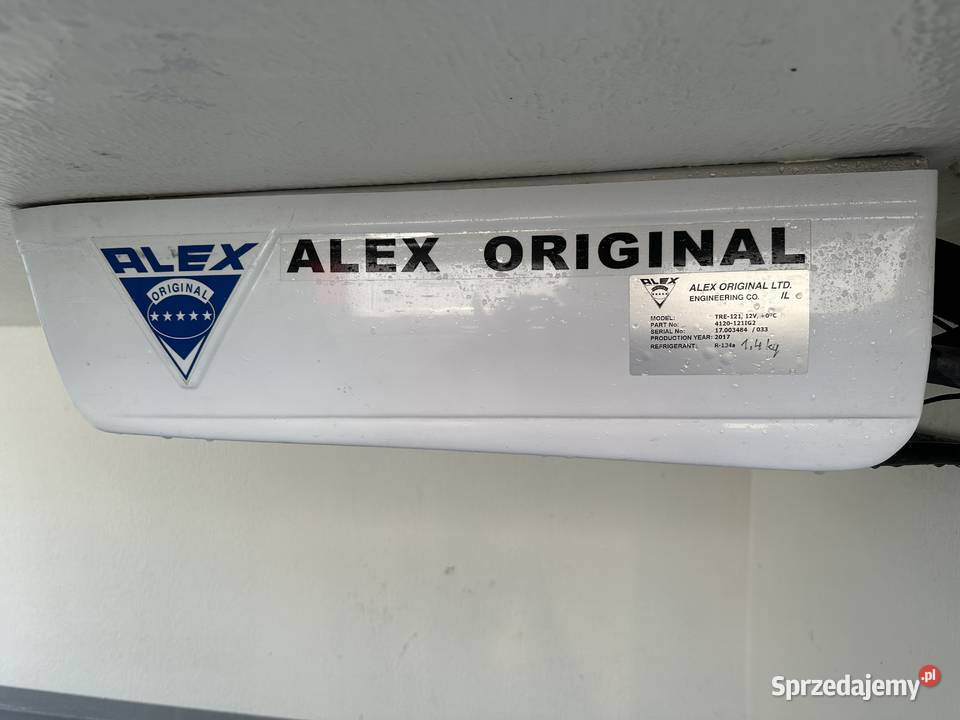 ALEX
ORIGINAL
★★★★★
ALEX ORIGINAL
ALEX
ALEX ORIGINAL LTD.
ENGINEERING CO. IL
MODEL: TRE-121, 12V, +0°C
PART No: 4120-121IG2
SERIAL No: 17.003484 / 033
PRODUCTION YEAR: 2017
REFRIGERANT: R-134a 1,4 kg
Sprzedajemy.pl